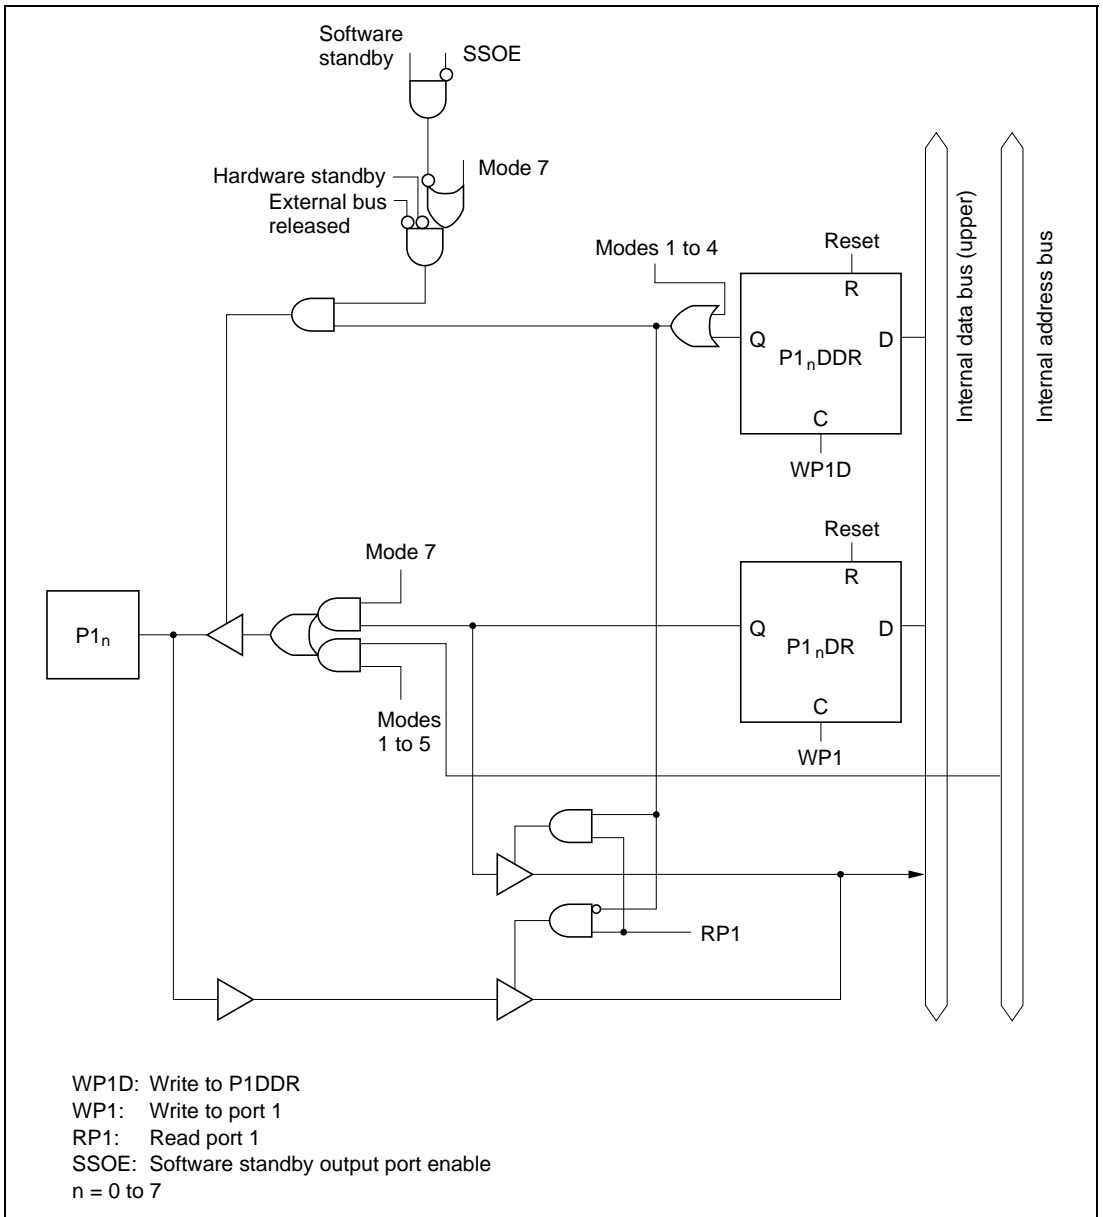 Software
standby
SSOE
Mode 7
Hardware standby
External bus
released
Modes 1 to 4
Reset
R
Q
D
P1nDDR
C
WP1D
Internal data bus (upper)
Internal address bus
Mode 7
Reset
R
P1n
Q
D
P1nDR
C
WP1
Modes
1 to 5
RP1
WP1D: Write to P1DDR
WP1: Write to port 1
RP1: Read port 1
SSOE: Software standby output port enable
n = 0 to 7